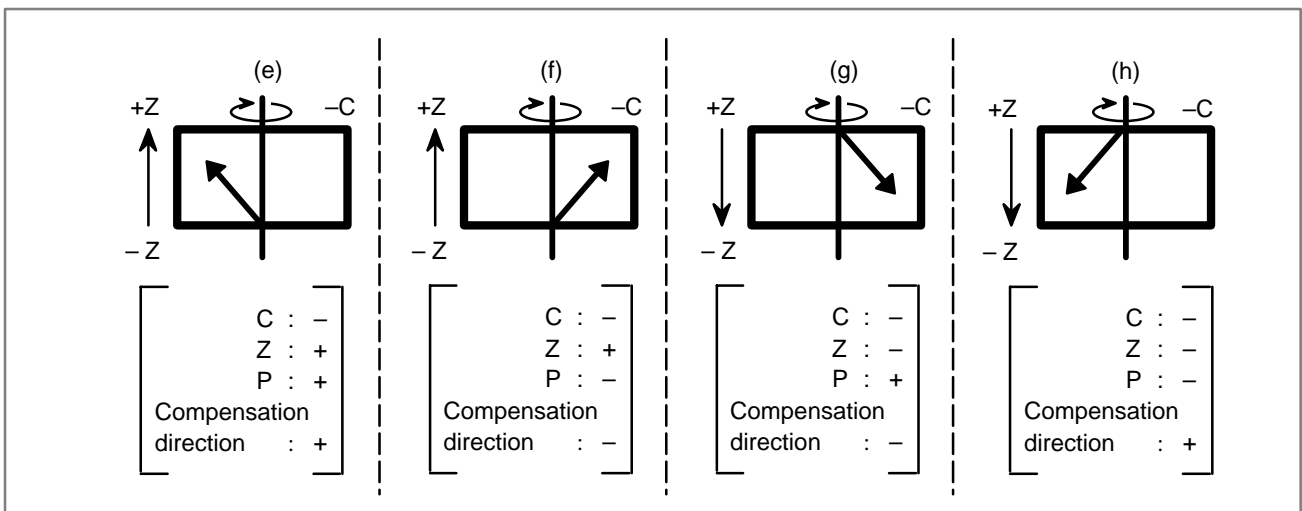 (e)
+Z
–C
– Z
C : –
Z : +
P : +
Compensation
direction : +
(f)
+Z
–C
– Z
C : –
Z : +
P : –
Compensation
direction : –
(g)
+Z
–C
– Z
C : –
Z : –
P : +
Compensation
direction : –
(h)
+Z
–C
– Z
C : –
Z : –
P : –
Compensation
direction : +